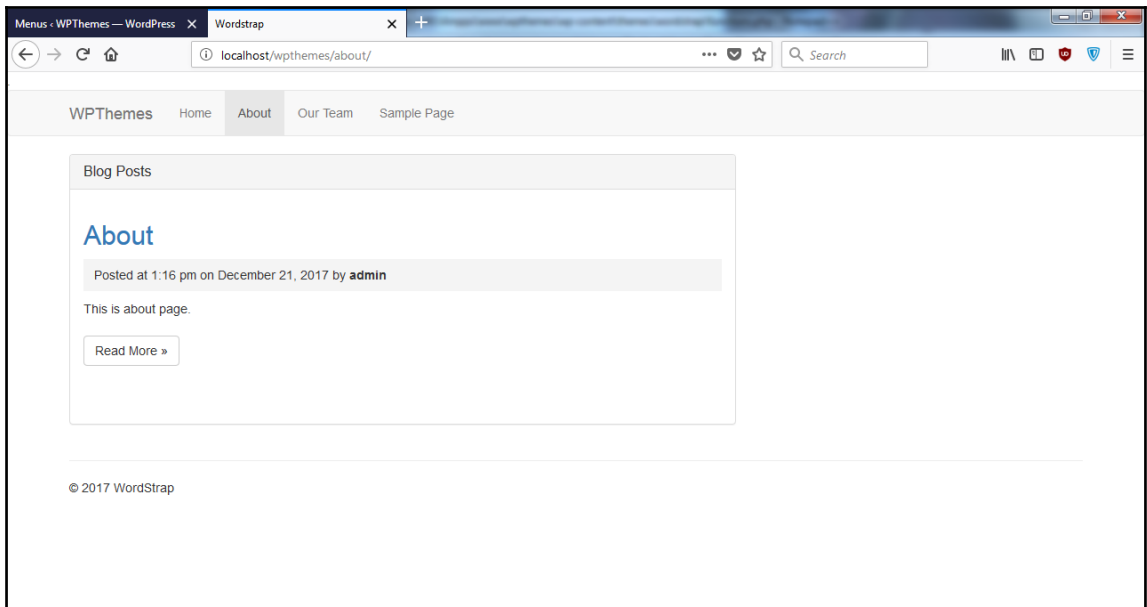 Menus ‹ WPThemes — WordPress
Wordstrap
localhost/wpthemes/about/
Search
WPThemes Home About Our Team Sample Page
Blog Posts
About
Posted at 1:16 pm on December 21, 2017 by admin
This is about page.
Read More »
© 2017 WordStrap